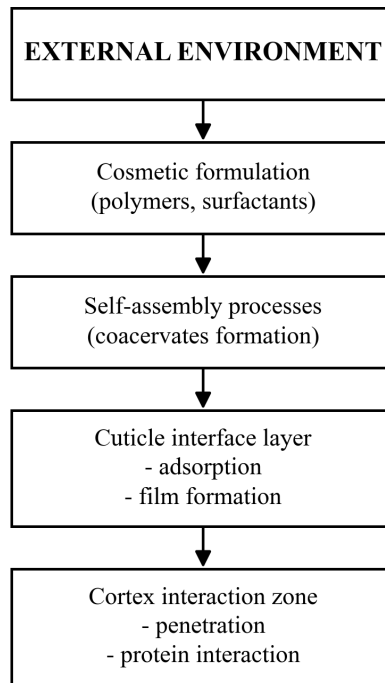 EXTERNAL ENVIRONMENT
Cosmetic formulation
(polymers, surfactants)
Self-assembly processes
(coacervates formation)
Cuticle interface layer
- adsorption
- film formation
Cortex interaction zone
- penetration
- protein interaction